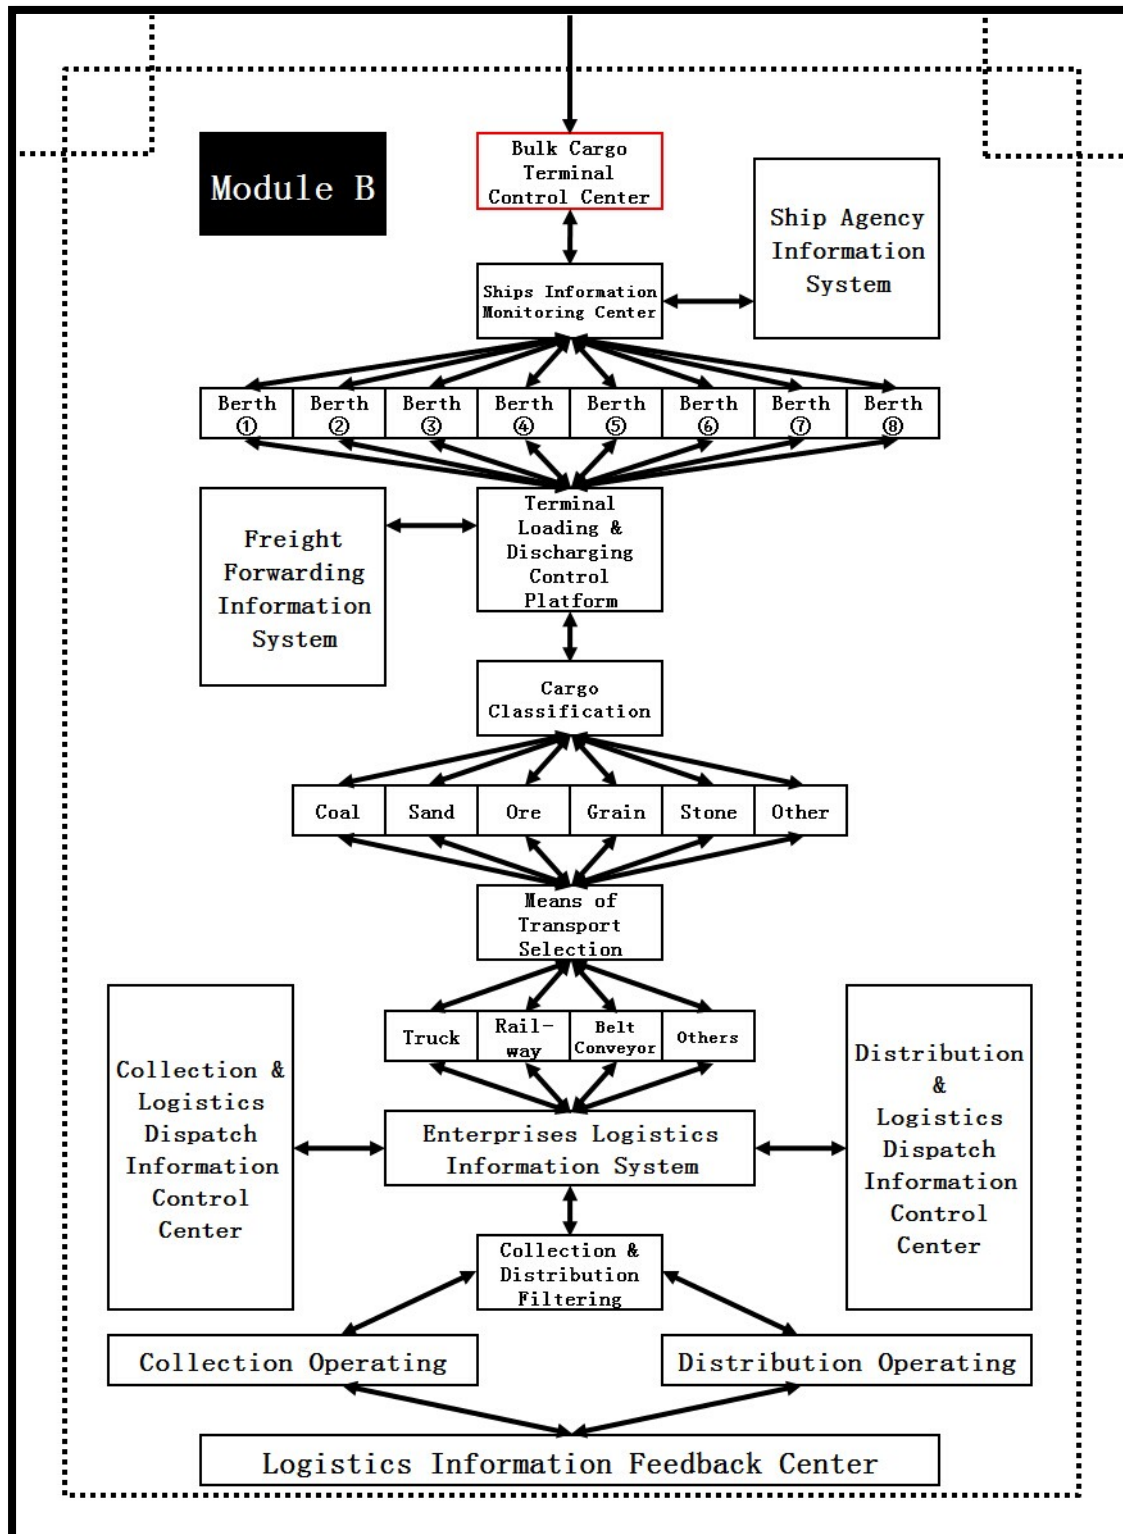 Module B
Bulk Cargo
Terminal
Control Center
Ship Agency
Information
System
Ships Information
Monitoring Center
Berth
①
Berth
②
Berth
③
Berth
④
Berth
⑤
Berth
⑥
Berth
⑦
Berth
⑧
Freight
Forwarding
Information
System
Terminal
Loading &
Discharging
Control
Platform
Cargo
Classification
Coal
Sand
Ore
Grain
Stone
Other
Means of
Transport
Selection
Truck
Rail-
way
Belt
Conveyor
Others
Collection &
Logistics
Dispatch
Information
Control
Center
Enterprises Logistics
Information System
Distribution
&
Logistics
Dispatch
Information
Control
Center
Collection &
Distribution
Filtering
Collection Operating
Distribution Operating
Logistics Information Feedback Center